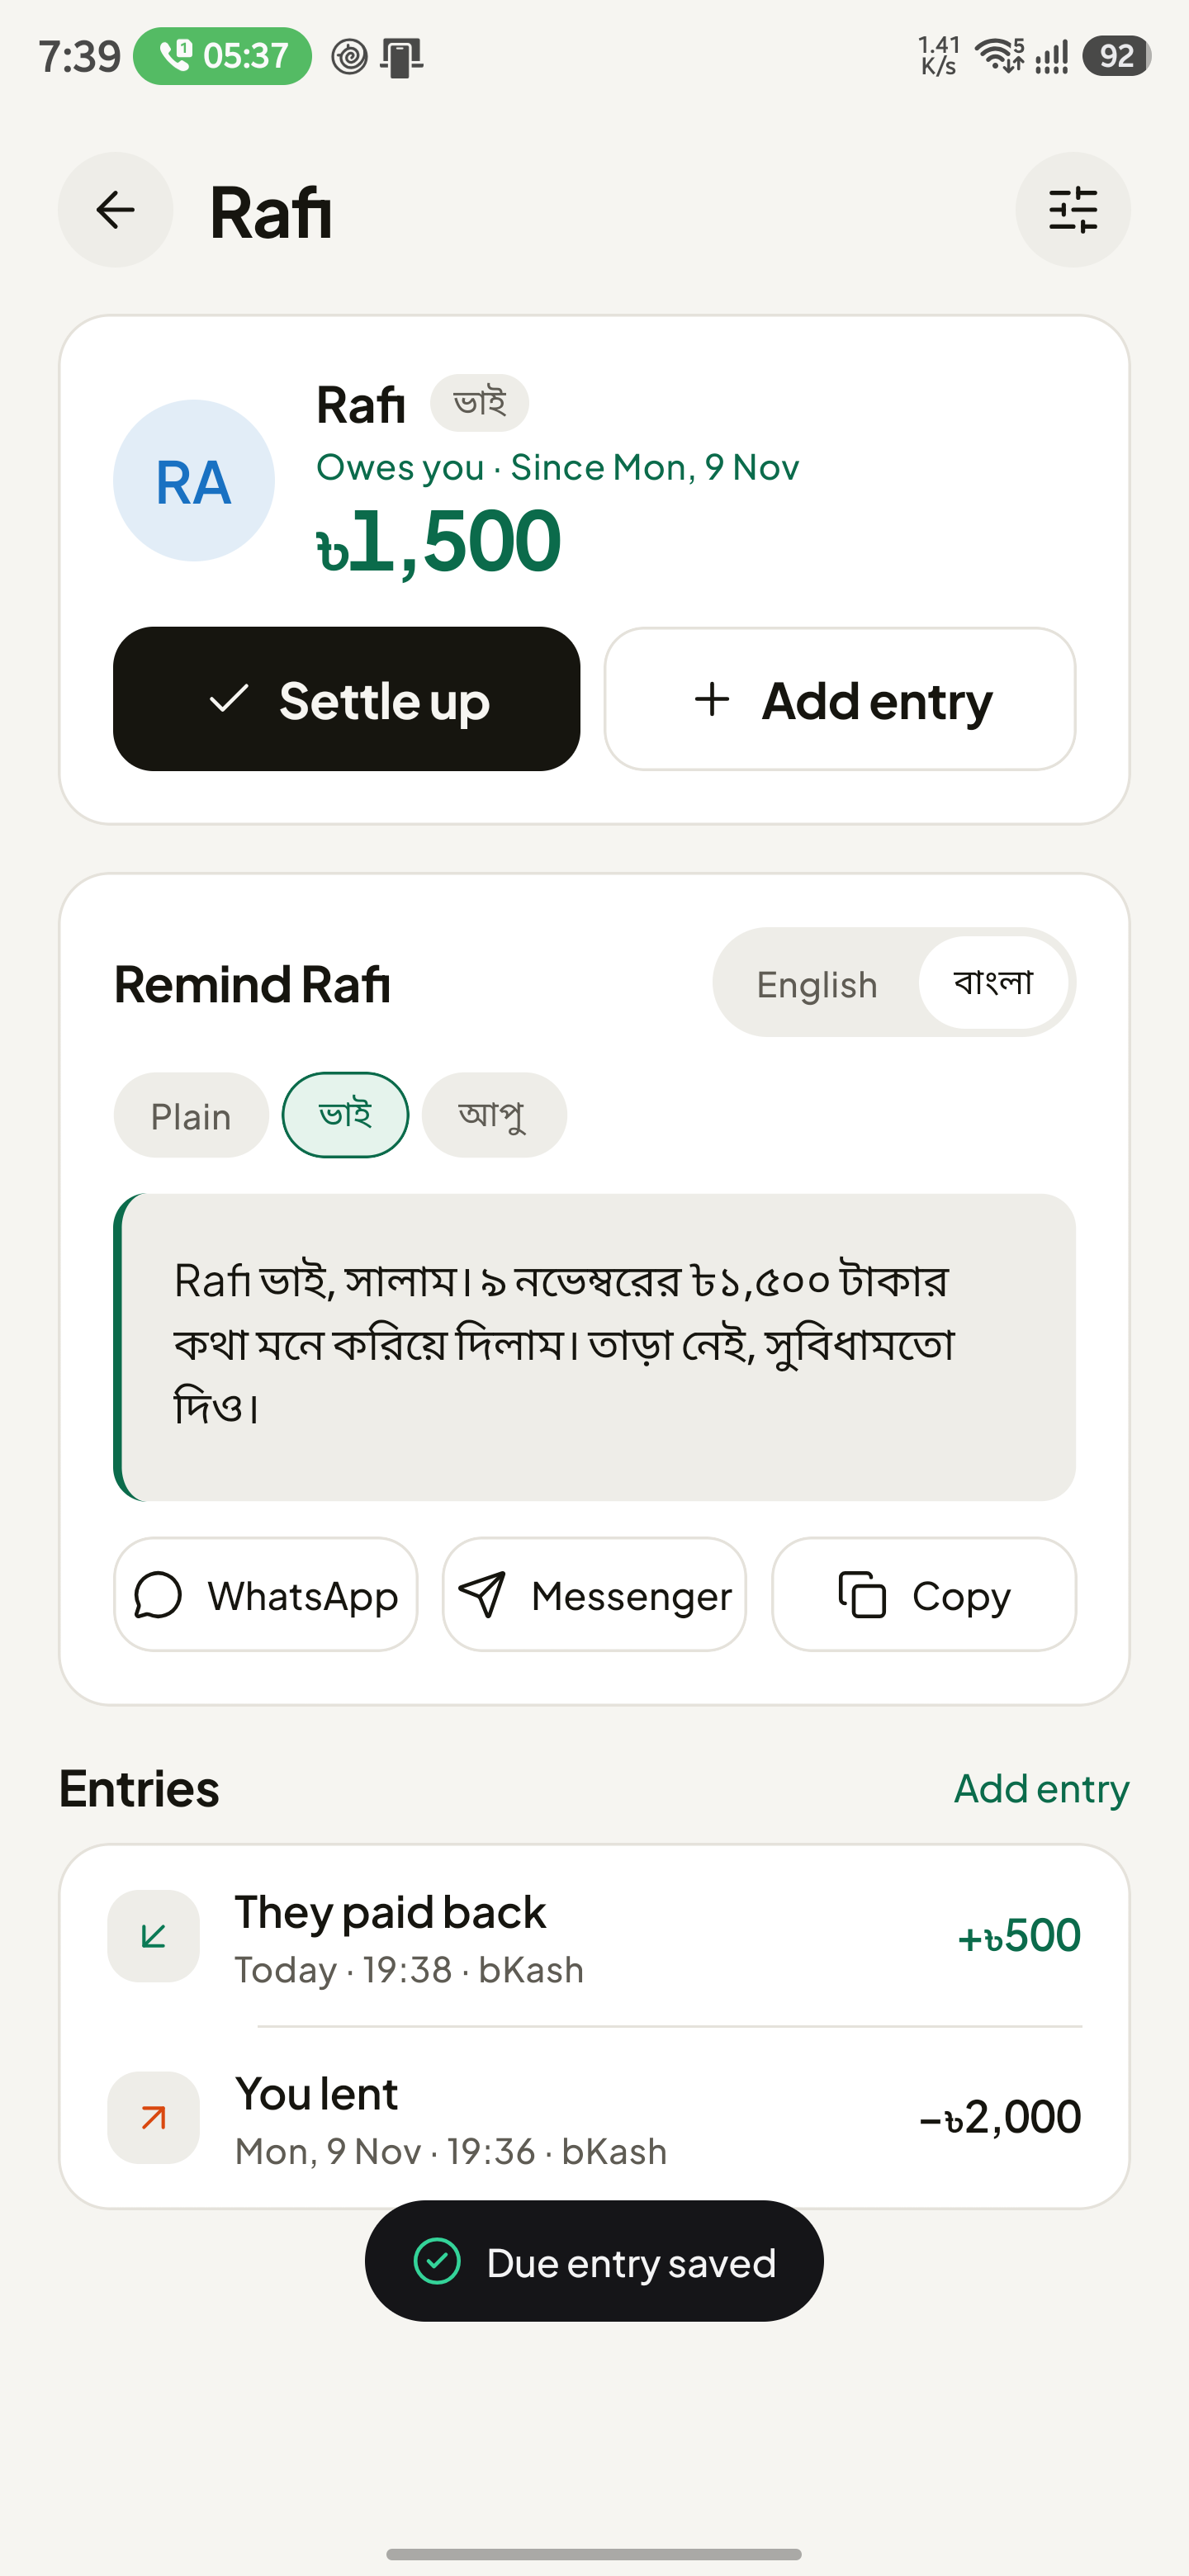 7:39
1 05:37
1.41 K/s
5
92
Rafi
RA
Rafi ভাই
Owes you · Since Mon, 9 Nov
৳1,500
Settle up
Add entry
Remind Rafi
English বাংলা
Plain ভাই আপু
Rafi ভাই, সালাম। ৯ নভেম্বরের ৳১,৫০০ টাকার
কথা মনে করিয়ে দিলাম। তাড়া নেই, সুবিধামতো
দিও।
WhatsApp Messenger Copy
Entries Add entry
They paid back
Today · 19:38 · bKash
+৳500
You lent
Mon, 9 Nov · 19:36 · bKash
−৳2,000
Due entry saved